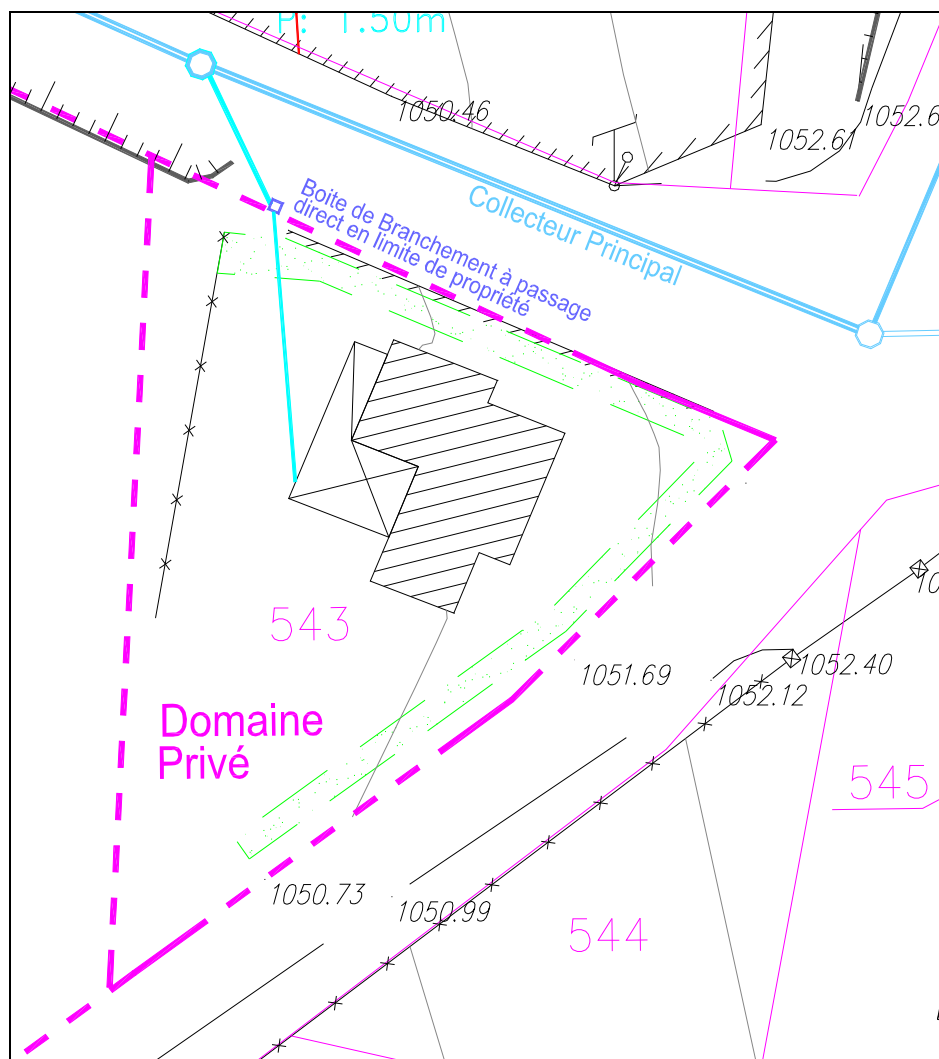 P: 1.50m
1050.46
1052.61
1052.6
Boite de Branchement à passage
direct en limite de propriété
Collecteur Principal
10
543
1051.69
1052.40
1052.12
Domaine
Privé
545
1050.73
1050.99
544